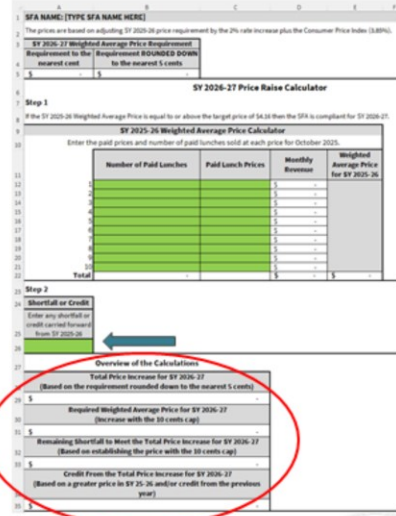 SFA NAME: [TYPE SFA NAME HERE]
The prices are based on adjusting SY 2025-26 price requirement by the 2% rate increase plus the Consumer Price Index (3.85%).
SY 2026-27 Weighted Average Price Requirement
Requirement to the nearest cent
Requirement ROUNDED DOWN to the nearest 5 cents
$ - $ -
SY 2026-27 Price Raise Calculator
Step 1
If the SY 2025-26 Weighted Average Price is equal to or above the target price of $4.16 then the SFA is compliant for SY 2026-27.
SY 2025-26 Weighted Average Price Calculator
Enter the paid prices and number of paid lunches sold at each price for October 2025.
Number of Paid Lunches
Paid Lunch Prices
Monthly Revenue
Weighted Average Price for SY 2025-26
1 $ -
2 $ -
3 $ -
4 $ -
5 $ -
6 $ -
7 $ -
8 $ -
9 $ -
10 $ -
Total - $ - $ -
Step 2
Shortfall or Credit
Enter any shortfall or
credit carried forward
from SY 2025-26
Overview of the Calculations
Total Price Increase for SY 2026-27
(Based on the requirement rounded down to the nearest 5 cents)
$ -
Required Weighted Average Price for SY 2026-27
(Increase with the 10 cents cap)
$ -
Remaining Shortfall to Meet the Total Price Increase for SY 2026-27
(Based on establishing the price with the 10 cents cap)
$ -
Credit From the Total Price Increase for SY 2026-27
(Based on a greater price in SY 25-26 and/or credit from the previous
year)
$ -